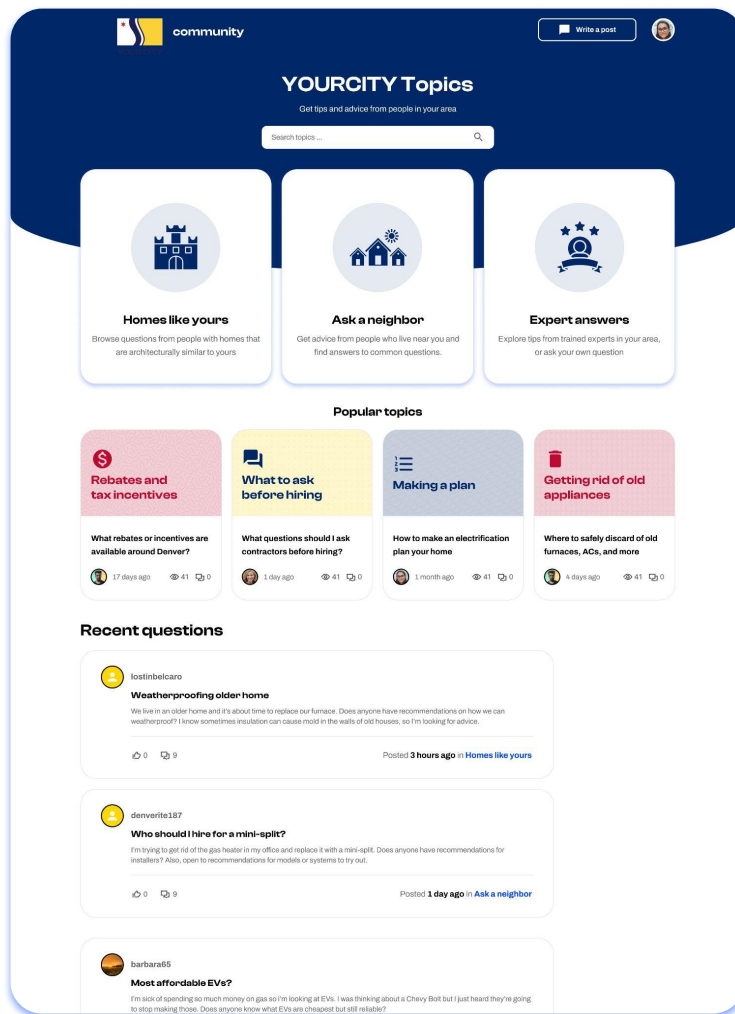 community
Write a post
YOURCITY Topics
Get tips and advice from people in your area
Search topics ...
Homes like yours
Browse questions from people with homes that
are architecturally similar to yours
Ask a neighbor
Get advice from people who live near you and
find answers to common questions.
Expert answers
Explore tips from trained experts in your area,
or ask your own question
Popular topics
Rebates and
tax incentives
What rebates or incentives are
available around Denver?
17 days ago 41 0
What to ask
before hiring
What questions should I ask
contractors before hiring?
1 day ago 41 0
1
2
3
Making a plan
How to make an electrification
plan your home
1 month ago 41 0
Getting rid of old
appliances
Where to safely discard of old
furnaces, ACs, and more
4 days ago 41 0
Recent questions
lostinbelcaro
Weatherproofing older home
We live in an older home and it's about time to replace our furnace. Does anyone have recommendations on how we can
weatherproof? I know sometimes insulation can cause mold in the walls of old houses, so I'm looking for advice.
0 9 Posted 3 hours ago in Homes like yours
denverite187
Who should I hire for a mini-split?
I'm trying to get rid of the gas heater in my office and replace it with a mini-split. Does anyone have recommendations for
installers? Also, open to recommendations for models or systems to try out.
0 9 Posted 1 day ago in Ask a neighbor
barbara65
Most affordable EVs?
I'm sick of spending so much money on gas so i'm looking at EVs. I was thinking about a Chevy Bolt but I just heard they're going
to stop making those. Does anyone know what EVs are cheapest but still reliable?